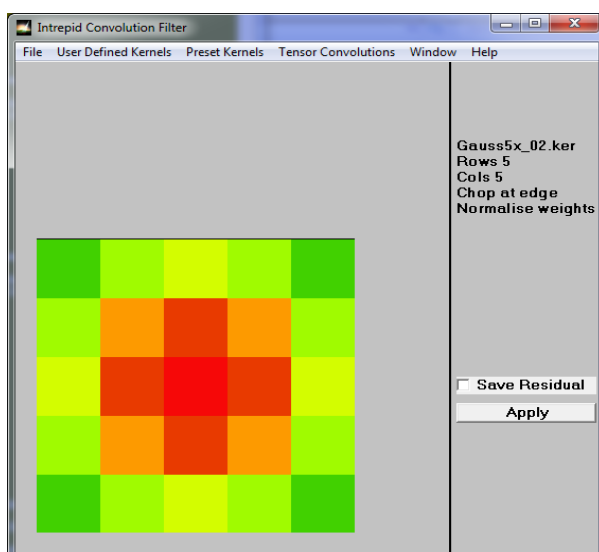 Intrepid Convolution Filter
File User Defined Kernels Preset Kernels Tensor Convolutions Window Help
Gauss5x_02.ker
Rows 5
Cols 5
Chop at edge
Normalise weights
Save Residual
Apply